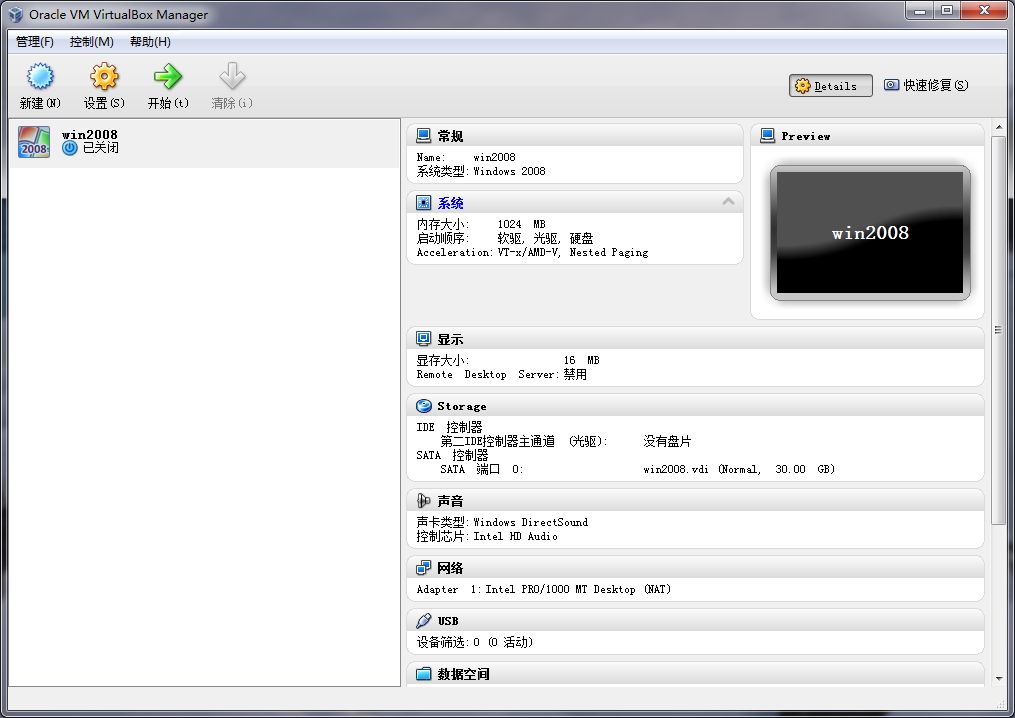 Oracle VM VirtualBox Manager
管理(F) 控制(M) 帮助(H)
新建(N) 设置(S) 开始(t) 清除(i)
Details 快速修复(S)
2008
win2008
已关闭
常规
Name: win2008
系统类型: Windows 2008
Preview
win2008
系统
内存大小: 1024 MB
启动顺序: 软驱, 光驱, 硬盘
Acceleration: VT-x/AMD-V, Nested Paging
显示
显存大小: 16 MB
Remote Desktop Server: 禁用
Storage
IDE 控制器
第二IDE控制器主通道 (光驱): 没有盘片
SATA 控制器
SATA 端口 0: win2008.vdi (Normal, 30.00 GB)
声音
声卡类型: Windows DirectSound
控制芯片: Intel HD Audio
网络
Adapter 1: Intel PRO/1000 MT Desktop (NAT)
USB
设备筛选: 0 (0 活动)
数据空间